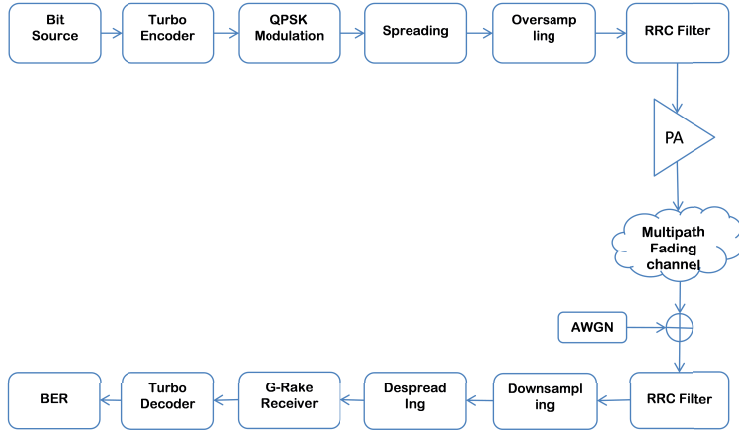 Bit
Source
Turbo
Encoder
QPSK
Modulation
Spreading
Oversamp
ling
RRC Filter
PA
Multipath
Fading
channel
AWGN
BER
Turbo
Decoder
G-Rake
Receiver
Despread
ing
Downsampl
ing
RRC Filter